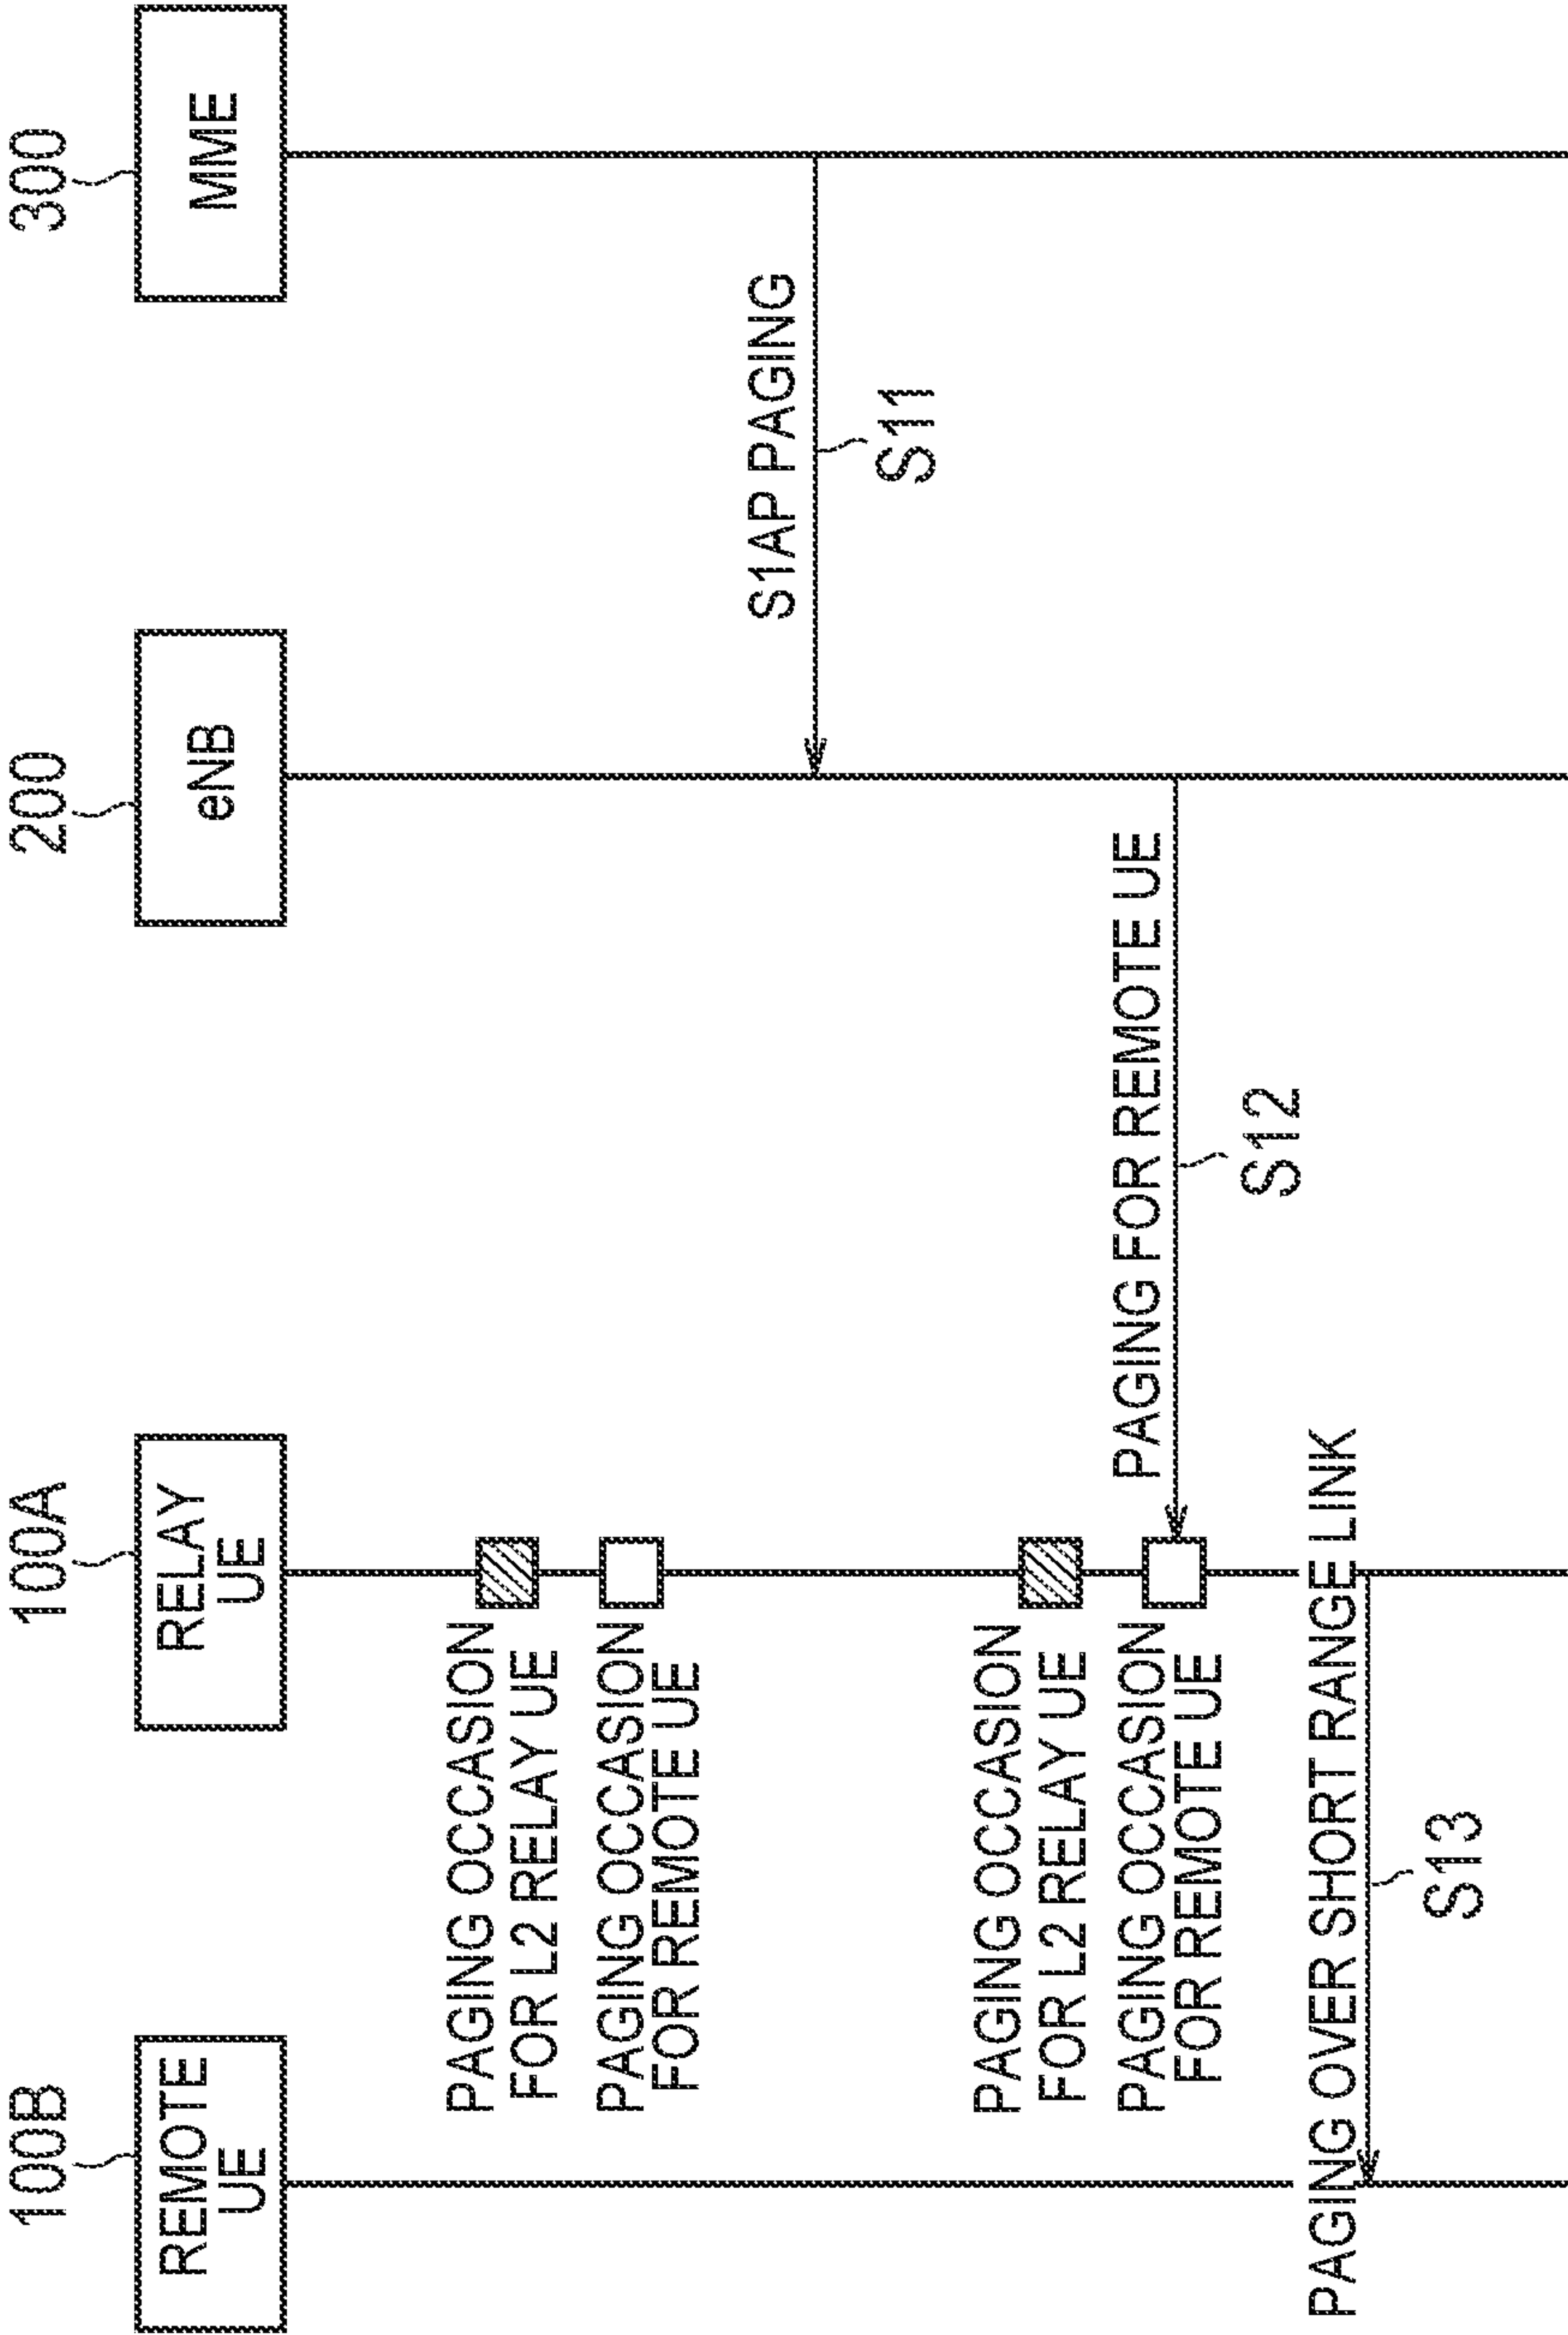 100B
100A
200
300
REMOTE
UE
RELAY
UE
eNB
MME
PAGING OCCASION
FOR L2 RELAY UE
PAGING OCCASION
FOR REMOTE UE
S1AP PAGING
S11
PAGING OCCASION
FOR L2 RELAY UE
PAGING OCCASION
FOR REMOTE UE
PAGING FOR REMOTE UE
S12
PAGING OVER SHORT RANGE LINK
S13